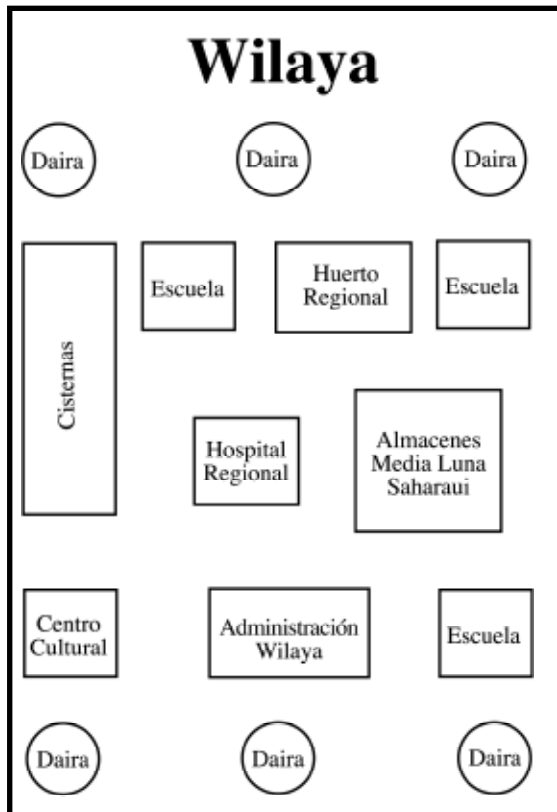 Wilaya
Daira
Daira
Daira
Cisternas
Escuela
Huerto
Regional
Escuela
Hospital
Regional
Almacenes
Media Luna
Saharaui
Centro
Cultural
Administración
Wilaya
Escuela
Daira
Daira
Daira